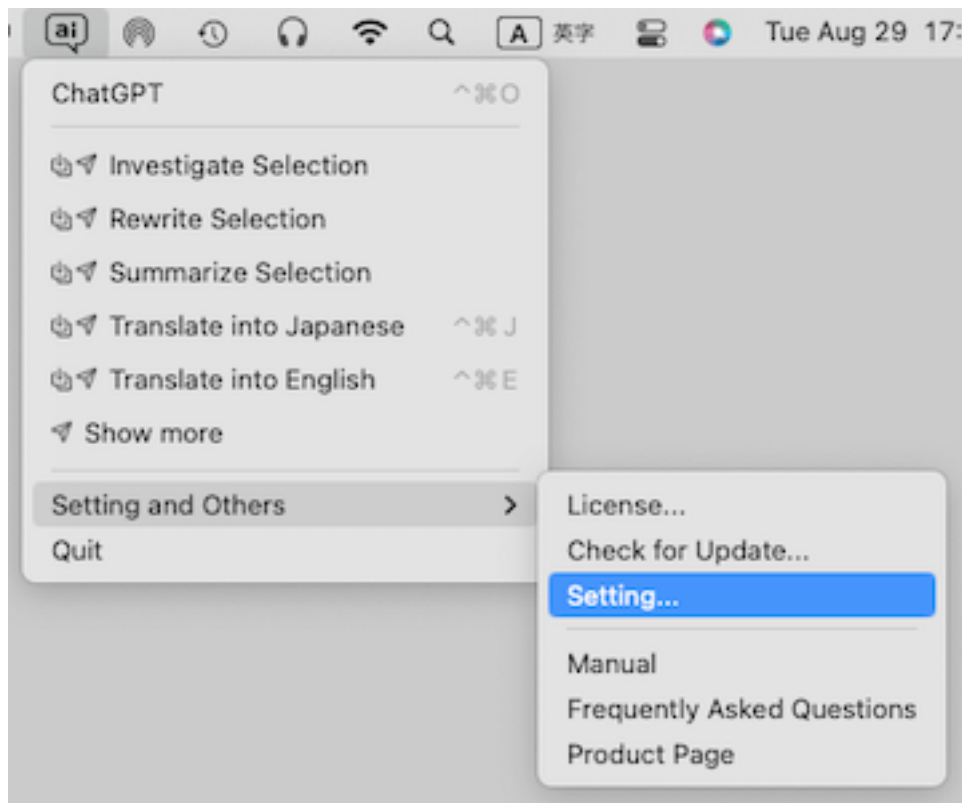 ai A 英字 Tue Aug 29 17:
ChatGPT ^⌘O
Investigate Selection
Rewrite Selection
Summarize Selection
Translate into Japanese ^⌘J
Translate into English ^⌘E
Show more
Setting and Others >
Quit
License...
Check for Update...
Setting...
Manual
Frequently Asked Questions
Product Page